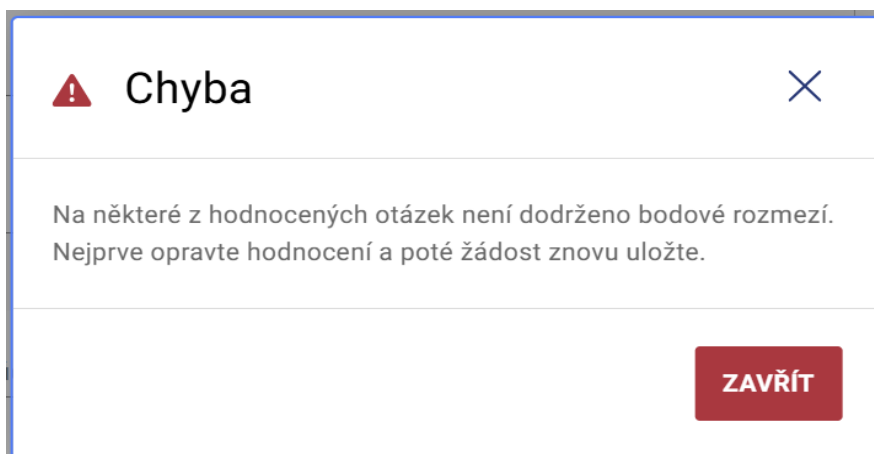 Chyba
Na některé z hodnocených otázek není dodrženo bodové rozmezí.
Nejprve opravte hodnocení a poté žádost znovu uložte.
ZAVŘÍT